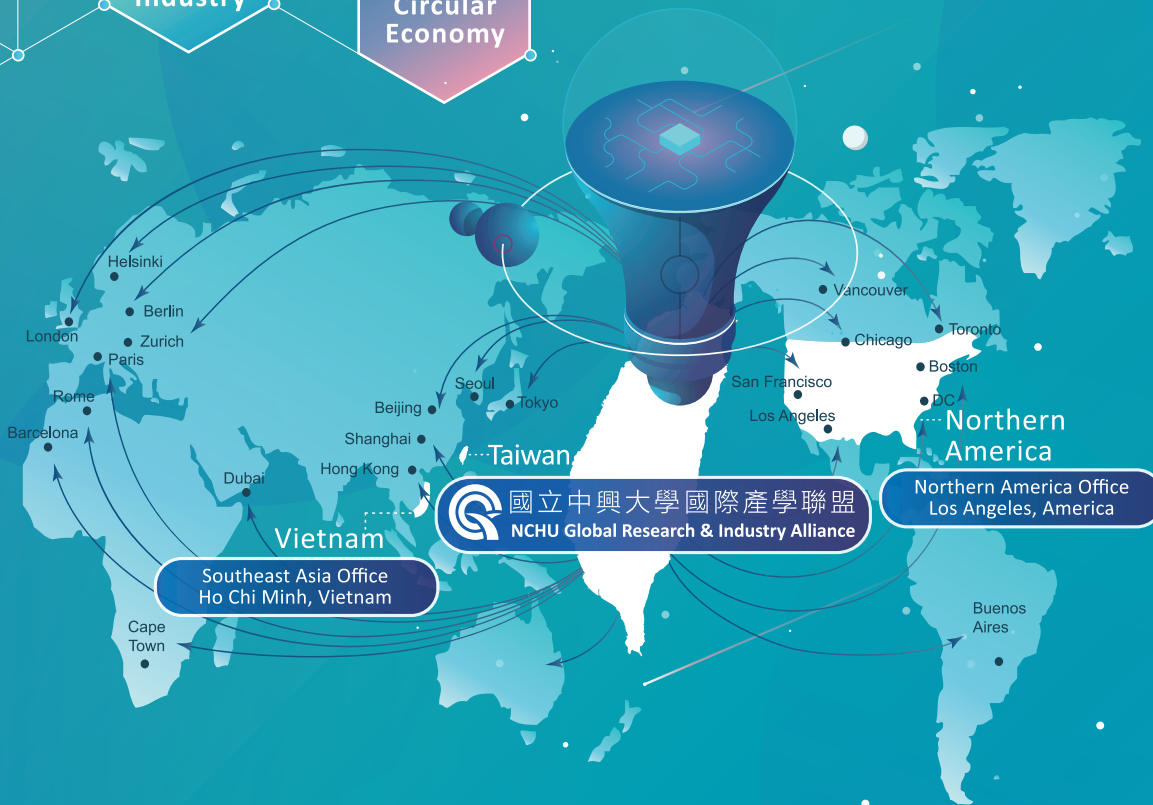 Industry
Circular
Economy
Helsinki
Berlin
London
Zurich
Paris
Rome
Barcelona
Dubai
Cape
Town
Seoul
Tokyo
Beijing
Shanghai
Hong Kong
Taiwan
Vietnam
Southeast Asia Office
Ho Chi Minh, Vietnam
國立中興大學國際產學聯盟
NCHU Global Research & Industry Alliance
Vancouver
Toronto
Chicago
Boston
San Francisco
DC
Los Angeles
Northern
America
Northern America Office
Los Angeles, America
Buenos
Aires